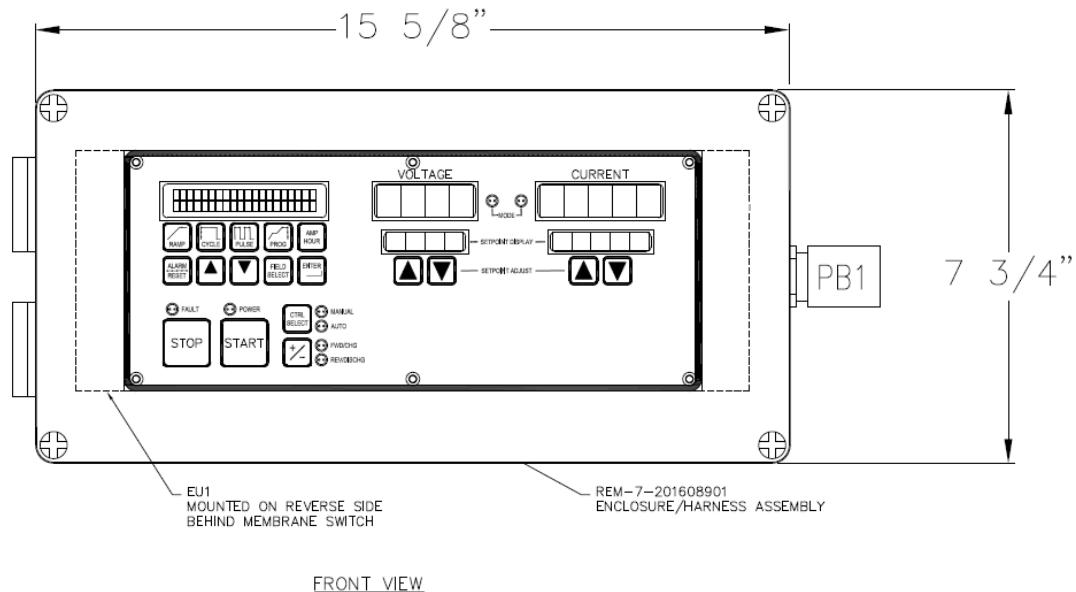 15 5/8"
VOLTAGE
CURRENT
MODE
RAMP
CYCLE
PULSE
PROG
AMP
HOUR
SETPOINT DISPLAY
ALARM
RESET
FIELD
SELECT
ENTER
SETPOINT ADJUST
PB1
7 3/4"
FAULT
POWER
CTRL
SELECT
MANUAL
AUTO
STOP
START
+/-
FWD/CHG
REV/DISCHG
EU1
MOUNTED ON REVERSE SIDE
BEHIND MEMBRANE SWITCH
REM-7-201608901
ENCLOSURE/HARNESS ASSEMBLY
FRONT VIEW